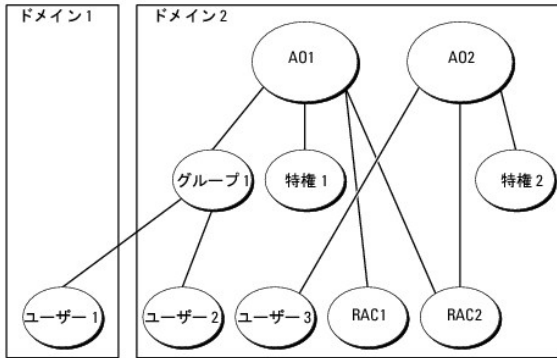 ドメイン1
ドメイン2
A01
A02
グループ1
特権 1
特権 2
ユーザー 1
ユーザー 2
ユーザー 3
RAC1
RAC2